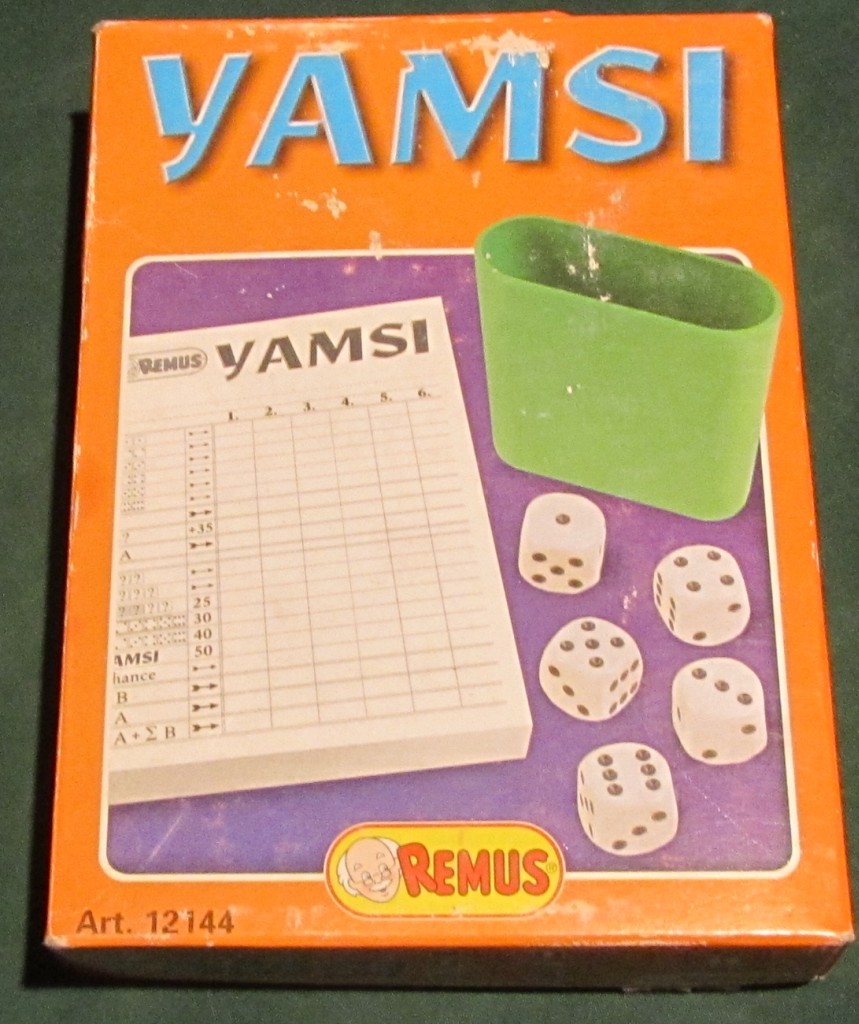 YAMSI
REMUS YAMSI
1. 2. 3. 4. 5. 6.
? +35
A
? ?
? ? ?
? ? ? ? 25
30
40
AMSI 50
hance
B
A
A + Σ B
REMUS
Art. 12144